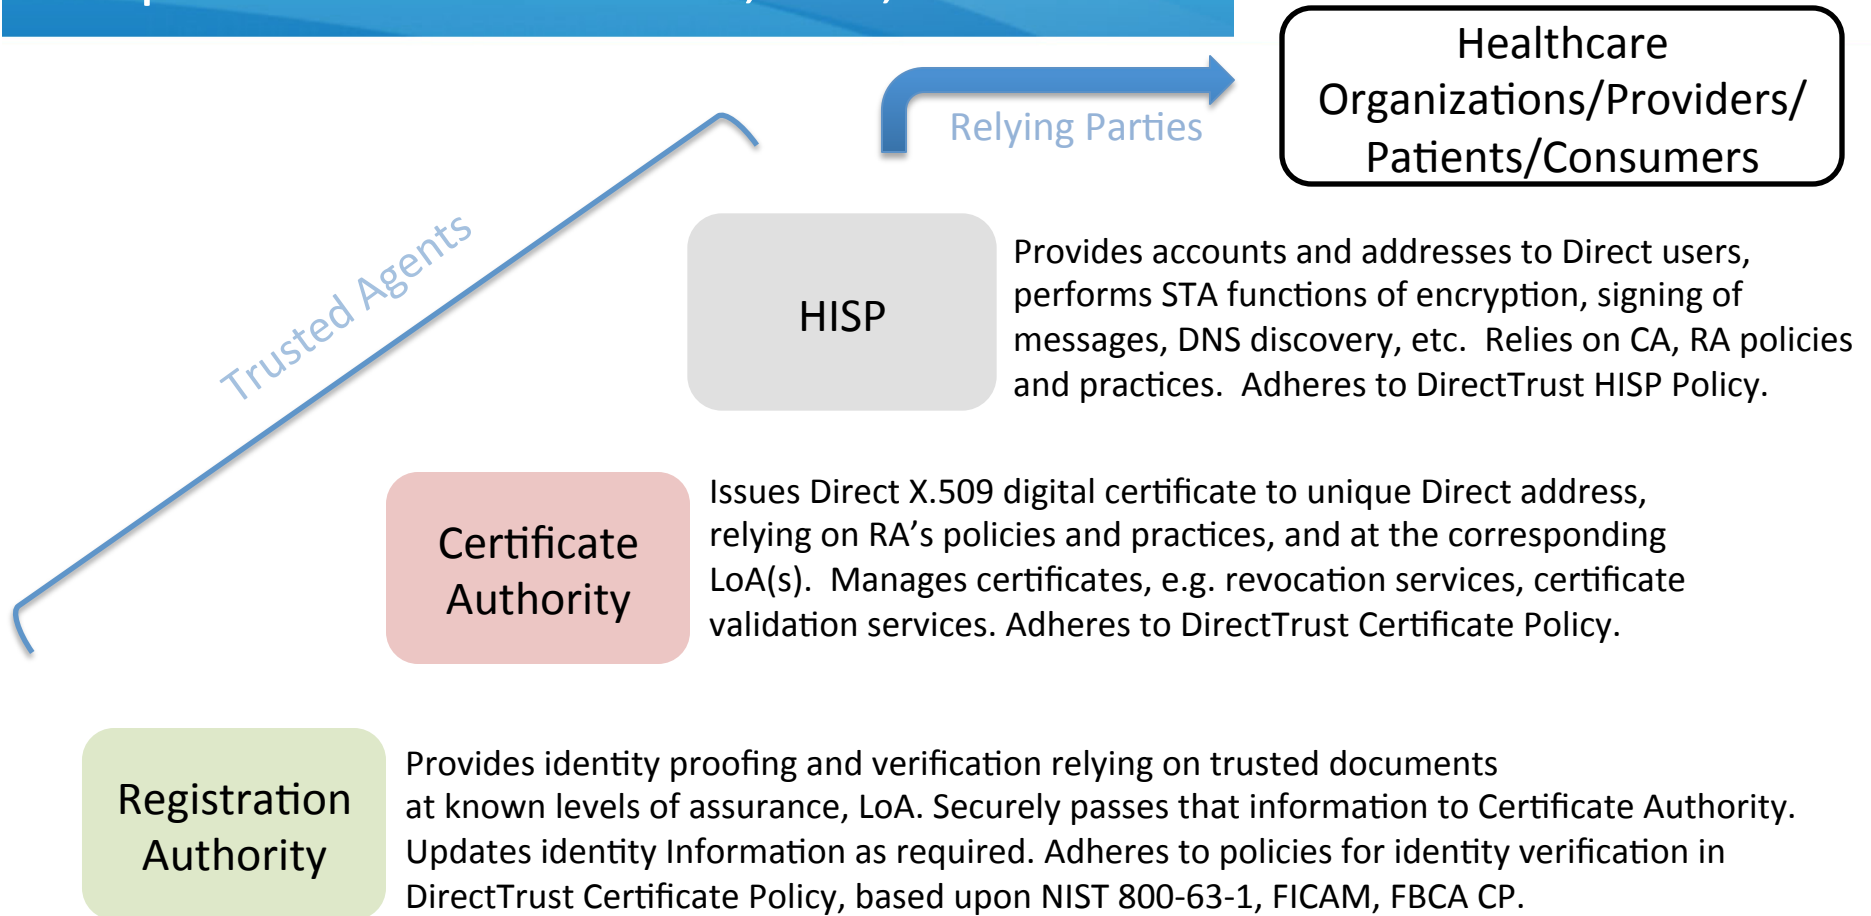 Healthcare
Organizations/Providers/
Patients/Consumers
Relying Parties
Trusted Agents
HISP
Provides accounts and addresses to Direct users,
performs STA functions of encryption, signing of
messages, DNS discovery, etc.  Relies on CA, RA policies
and practices.  Adheres to DirectTrust HISP Policy.
Certificate
Authority
Issues Direct X.509 digital certificate to unique Direct address,
relying on RA’s policies and practices, and at the corresponding
LoA(s).  Manages certificates, e.g. revocation services, certificate
validation services. Adheres to DirectTrust Certificate Policy.
Registration
Authority
Provides identity proofing and verification relying on trusted documents
at known levels of assurance, LoA. Securely passes that information to Certificate Authority.
Updates identity Information as required. Adheres to policies for identity verification in
DirectTrust Certificate Policy, based upon NIST 800-63-1, FICAM, FBCA CP.